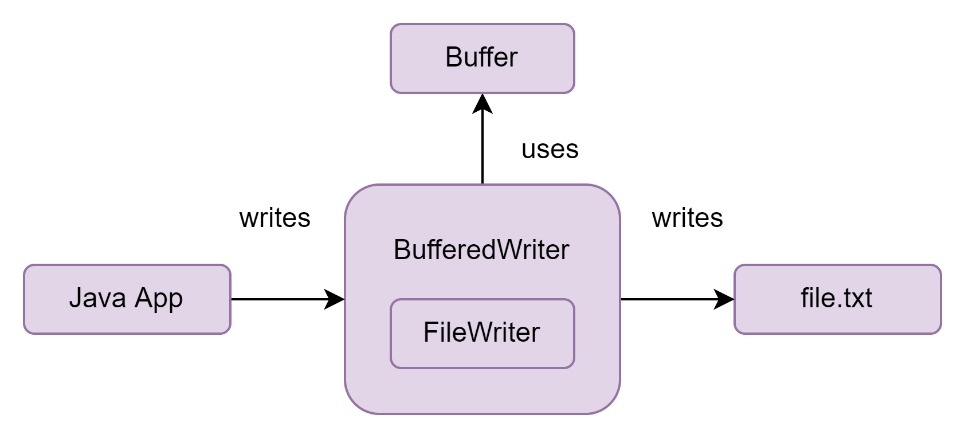 Buffer
uses
writes
writes
BufferedWriter
Java App
file.txt
FileWriter